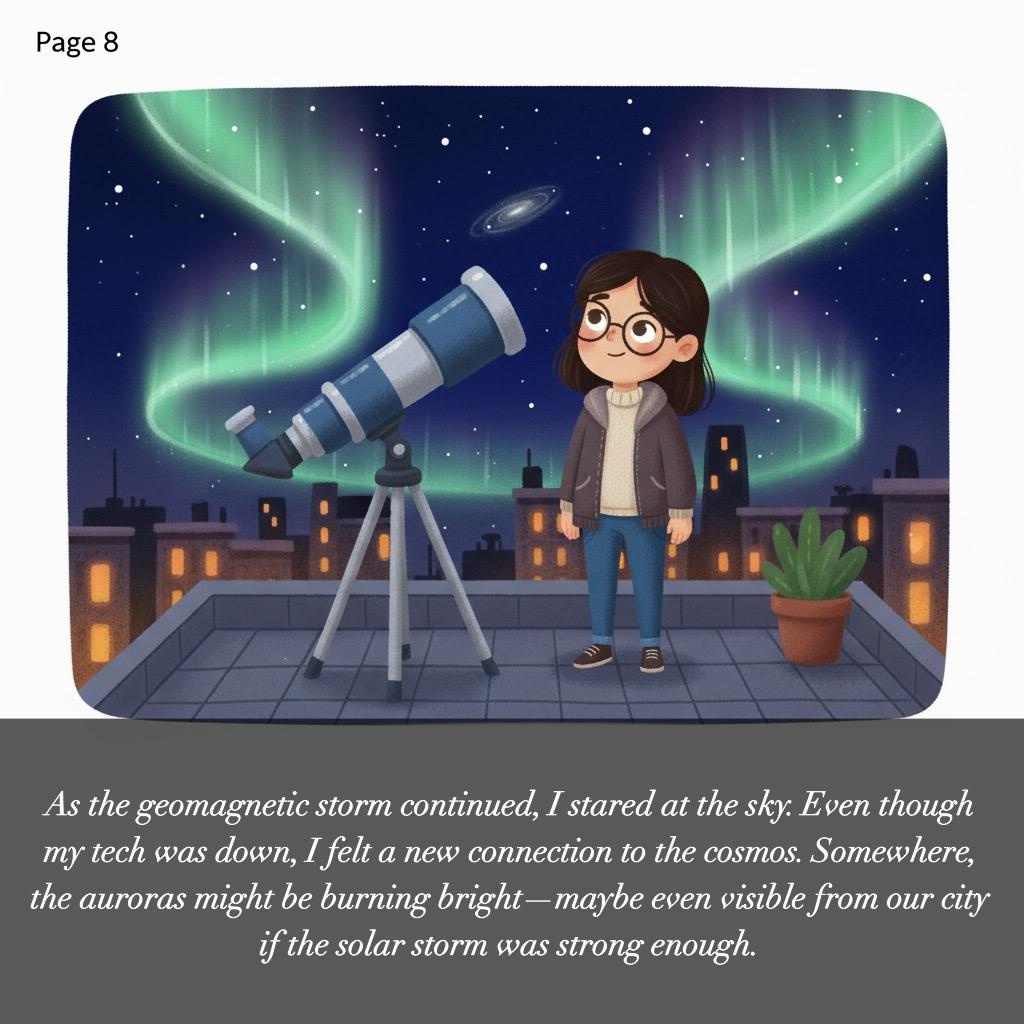 Page 8
As the geomagnetic storm continued, I stared at the sky. Even though
my tech was down, I felt a new connection to the cosmos. Somewhere,
the auroras might be burning bright—maybe even visible from our city
if the solar storm was strong enough.